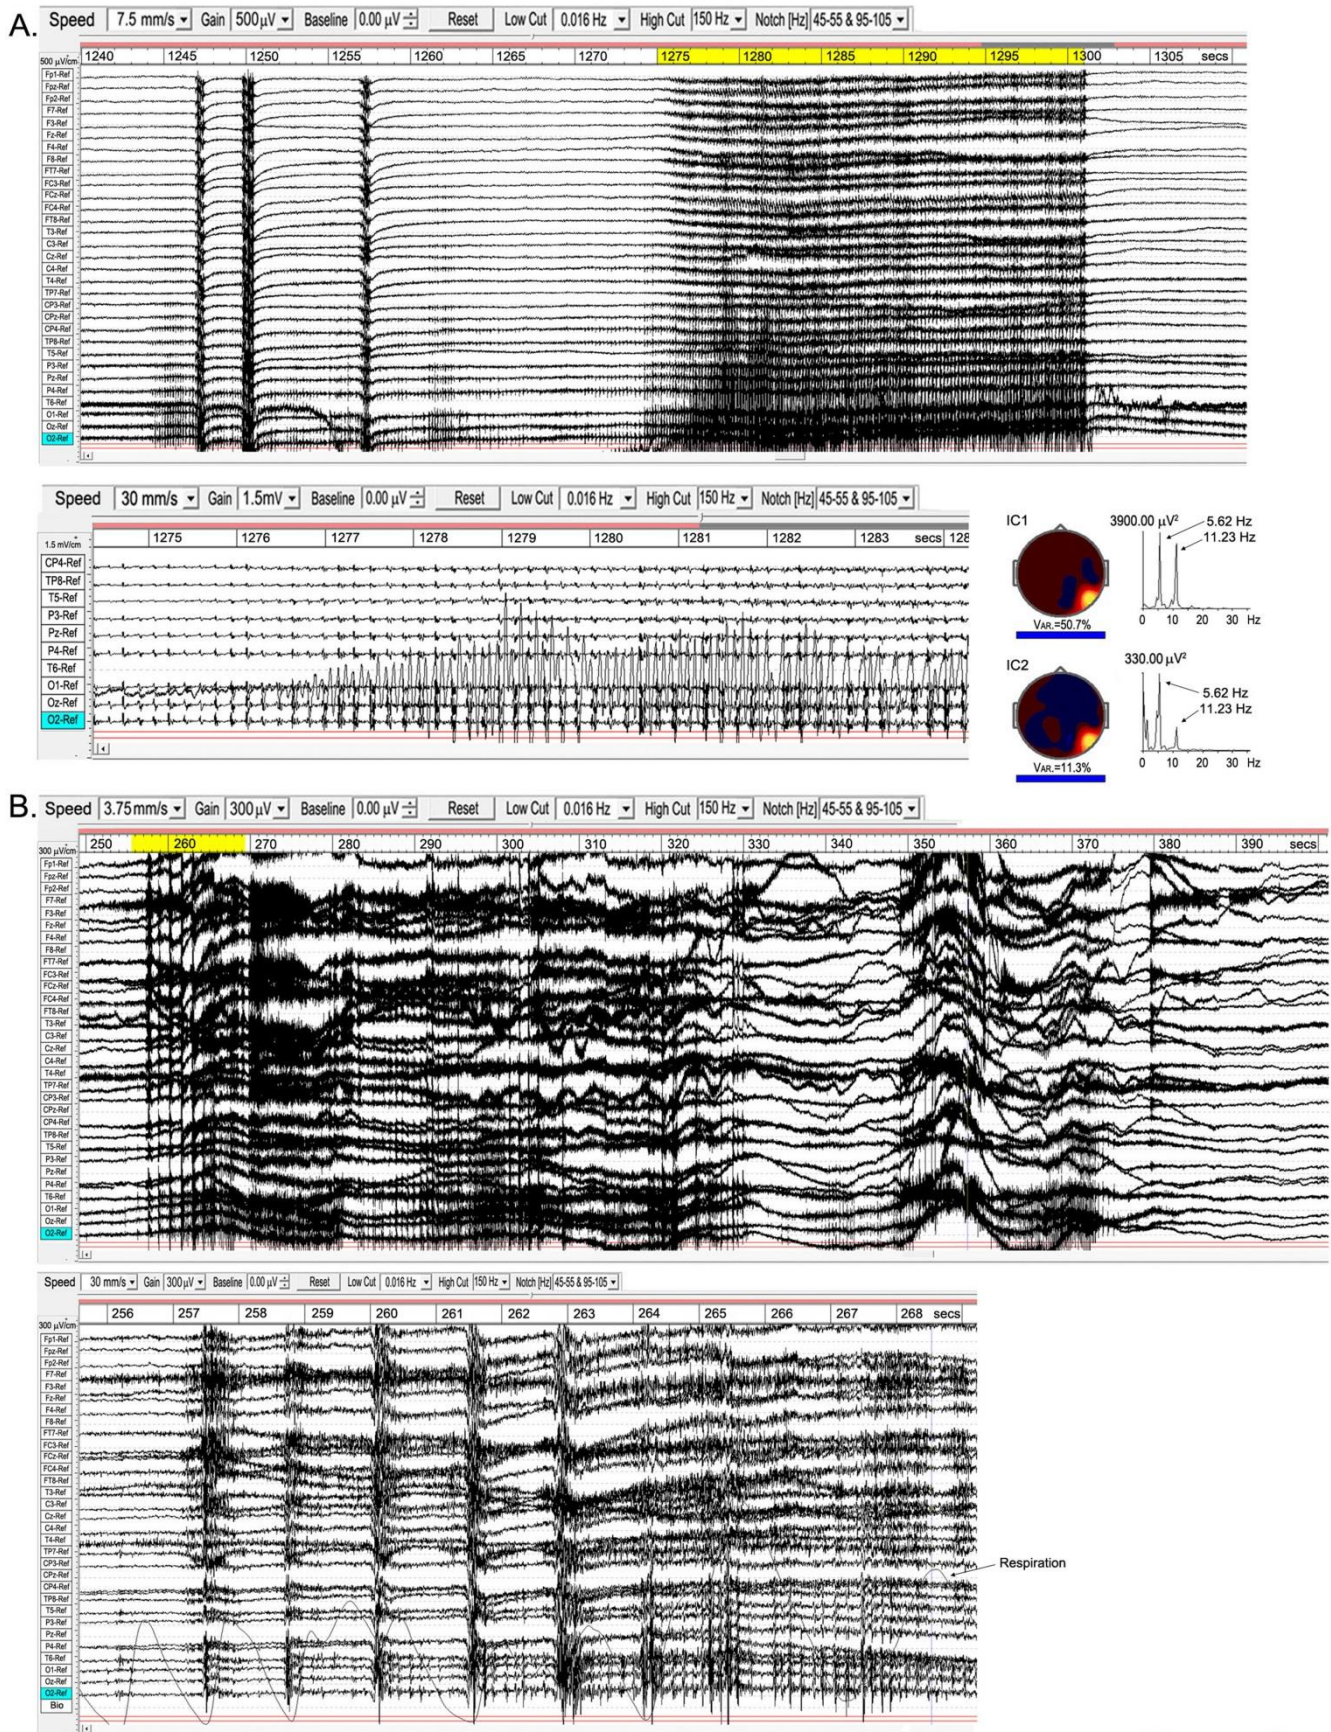 A.
Speed 7.5 mm/s Gain 500 µV Baseline 0.00 µV Reset Low Cut 0.016 Hz High Cut 150 Hz Notch [Hz] 45-55 & 95-105
1240 1245 1250 1255 1260 1265 1270 1275 1280 1285 1290 1295 1300 1305 secs
500 µV/cm
Fp1-Ref
Fpz-Ref
Fp2-Ref
F7-Ref
F3-Ref
Fz-Ref
F4-Ref
F8-Ref
FT7-Ref
FC3-Ref
FCz-Ref
FC4-Ref
FT8-Ref
T3-Ref
C3-Ref
Cz-Ref
C4-Ref
T4-Ref
TP7-Ref
CP3-Ref
CPz-Ref
CP4-Ref
TP8-Ref
T5-Ref
P3-Ref
Pz-Ref
P4-Ref
T6-Ref
O1-Ref
Oz-Ref
O2-Ref
Speed 30 mm/s Gain 1.5mV Baseline 0.00 µV Reset Low Cut 0.016 Hz High Cut 150 Hz Notch [Hz] 45-55 & 95-105
1275 1276 1277 1278 1279 1280 1281 1282 1283 secs 128
1.5 mV/cm
CP4-Ref
TP8-Ref
T5-Ref
P3-Ref
Pz-Ref
P4-Ref
T6-Ref
O1-Ref
Oz-Ref
O2-Ref
IC1
VAR.=50.7%
3900.00 µV²
5.62 Hz
11.23 Hz
0 10 20 30 Hz
IC2
VAR.=11.3%
330.00 µV²
5.62 Hz
11.23 Hz
0 10 20 30 Hz
B.
Speed 3.75mm/s Gain 300 µV Baseline 0.00 µV Reset Low Cut 0.016 Hz High Cut 150 Hz Notch [Hz] 45-55 & 95-105
250 260 270 280 290 300 310 320 330 340 350 360 370 380 390 secs
300 µV/cm
Fp1-Ref
Fpz-Ref
Fp2-Ref
F7-Ref
F3-Ref
Fz-Ref
F4-Ref
F8-Ref
FT7-Ref
FC3-Ref
FCz-Ref
FC4-Ref
FT8-Ref
T3-Ref
C3-Ref
Cz-Ref
C4-Ref
T4-Ref
TP7-Ref
CP3-Ref
CPz-Ref
CP4-Ref
TP8-Ref
T5-Ref
P3-Ref
Pz-Ref
P4-Ref
T6-Ref
O1-Ref
Oz-Ref
O2-Ref
Speed 30 mm/s Gain 300 µV Baseline 0.00 µV Reset Low Cut 0.016 Hz High Cut 150 Hz Notch [Hz] 45-55 & 95-105
256 257 258 259 260 261 262 263 264 265 266 267 268 secs
300 µV/cm
Fp1-Ref
Fpz-Ref
Fp2-Ref
F7-Ref
F3-Ref
Fz-Ref
F4-Ref
F8-Ref
FT7-Ref
FC3-Ref
FCz-Ref
FC4-Ref
FT8-Ref
T3-Ref
C3-Ref
Cz-Ref
C4-Ref
T4-Ref
TP7-Ref
CP3-Ref
CPz-Ref
CP4-Ref
TP8-Ref
T5-Ref
P3-Ref
Pz-Ref
P4-Ref
T6-Ref
O1-Ref
Oz-Ref
O2-Ref
Bio
Respiration